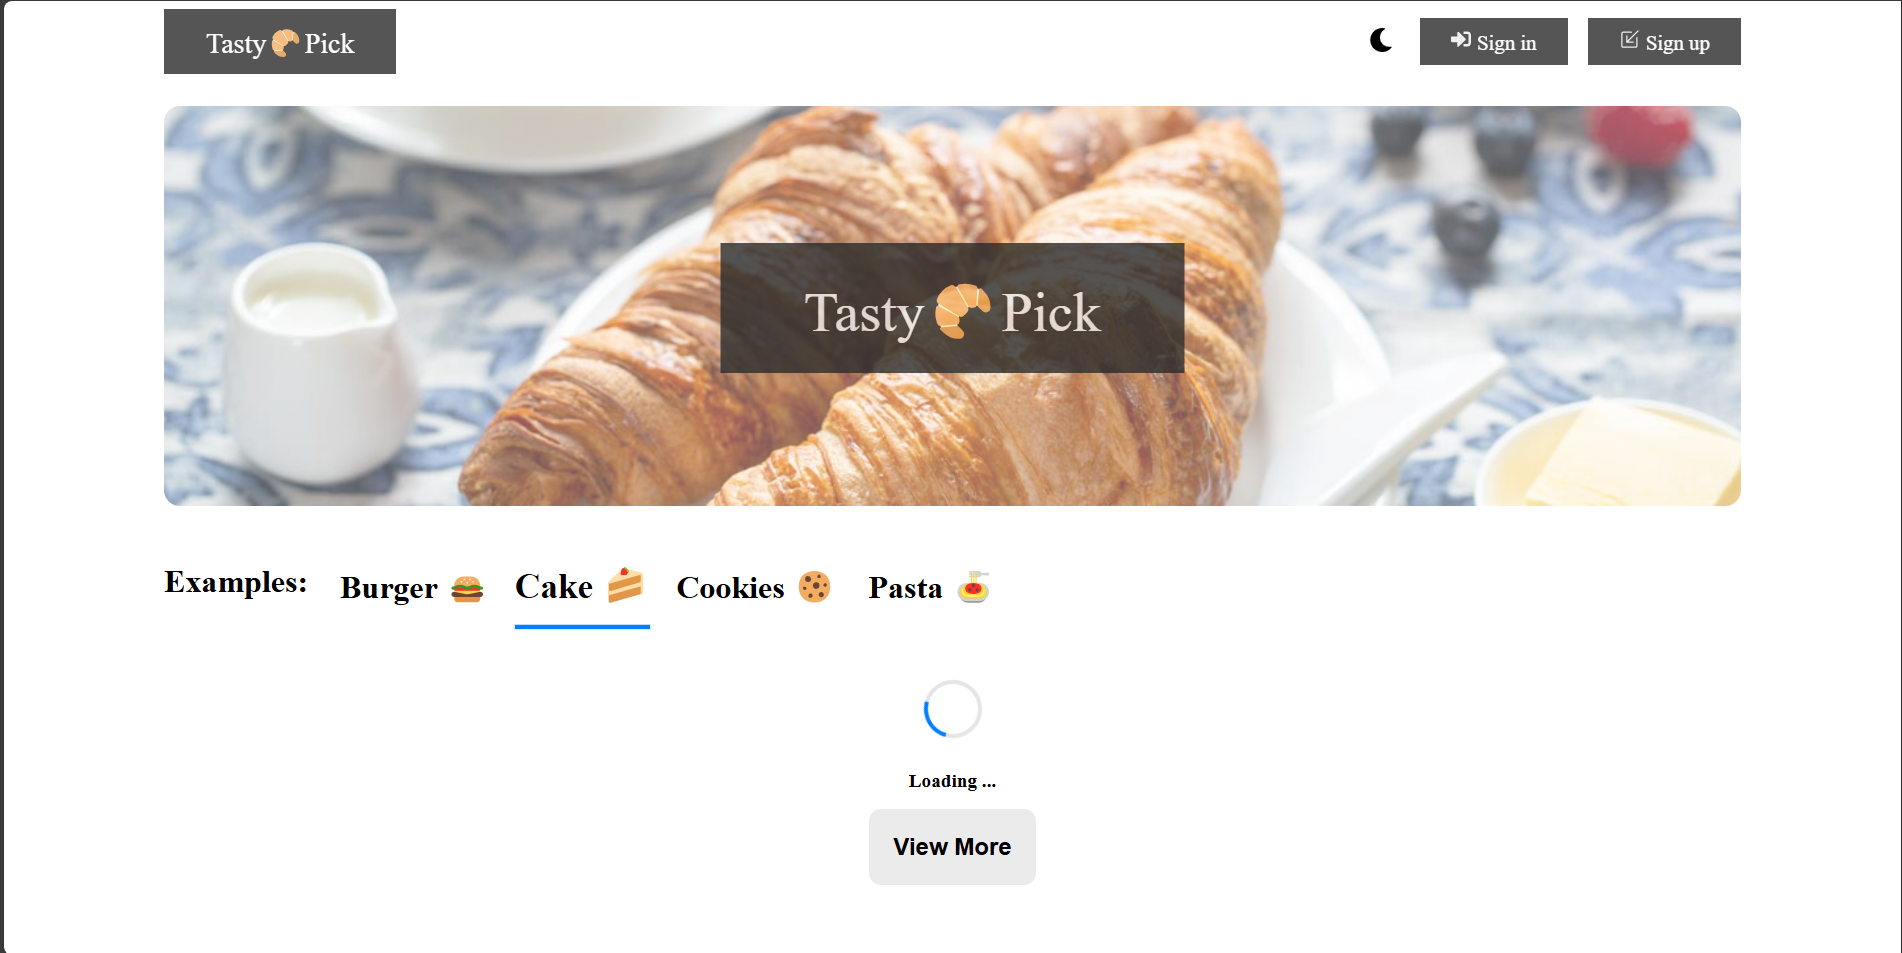 Tasty🥐Pick
Sign in
Sign up
Tasty🥐Pick
Examples: Burger 🍔 Cake 🍰 Cookies 🍪 Pasta 🍝
Loading ...
View More